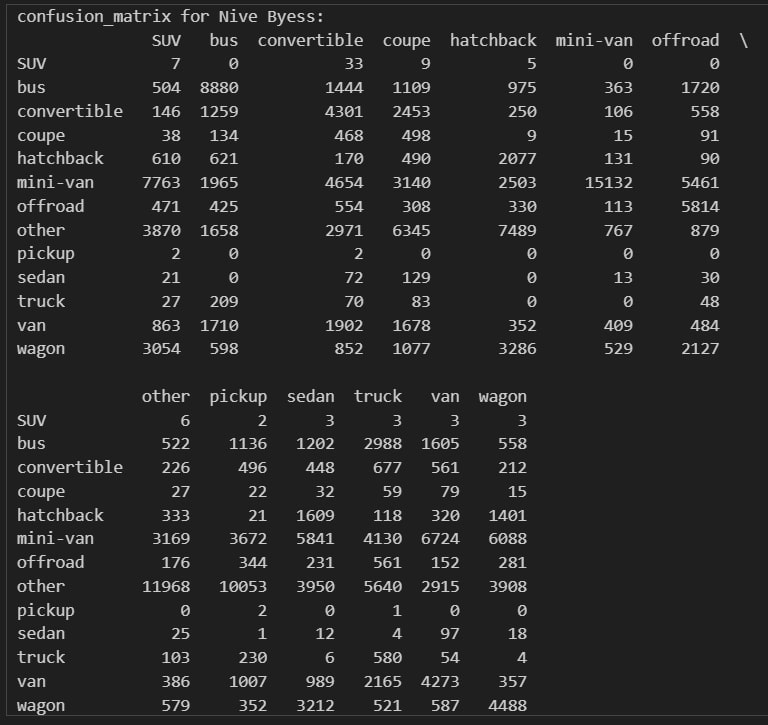 confusion_matrix for Nive Byess:
SUV bus convertible coupe hatchback mini-van offroad \
SUV 7 0 33 9 5 0 0
bus 504 8880 1444 1109 975 363 1720
convertible 146 1259 4301 2453 250 106 558
coupe 38 134 468 498 9 15 91
hatchback 610 621 170 490 2077 131 90
mini-van 7763 1965 4654 3140 2503 15132 5461
offroad 471 425 554 308 330 113 5814
other 3870 1658 2971 6345 7489 767 879
pickup 2 0 2 0 0 0 0
sedan 21 0 72 129 0 13 30
truck 27 209 70 83 0 0 48
van 863 1710 1902 1678 352 409 484
wagon 3054 598 852 1077 3286 529 2127
other pickup sedan truck van wagon
SUV 6 2 3 3 3 3
bus 522 1136 1202 2988 1605 558
convertible 226 496 448 677 561 212
coupe 27 22 32 59 79 15
hatchback 333 21 1609 118 320 1401
mini-van 3169 3672 5841 4130 6724 6088
offroad 176 344 231 561 152 281
other 11968 10053 3950 5640 2915 3908
pickup 0 2 0 1 0 0
sedan 25 1 12 4 97 18
truck 103 230 6 580 54 4
van 386 1007 989 2165 4273 357
wagon 579 352 3212 521 587 4488